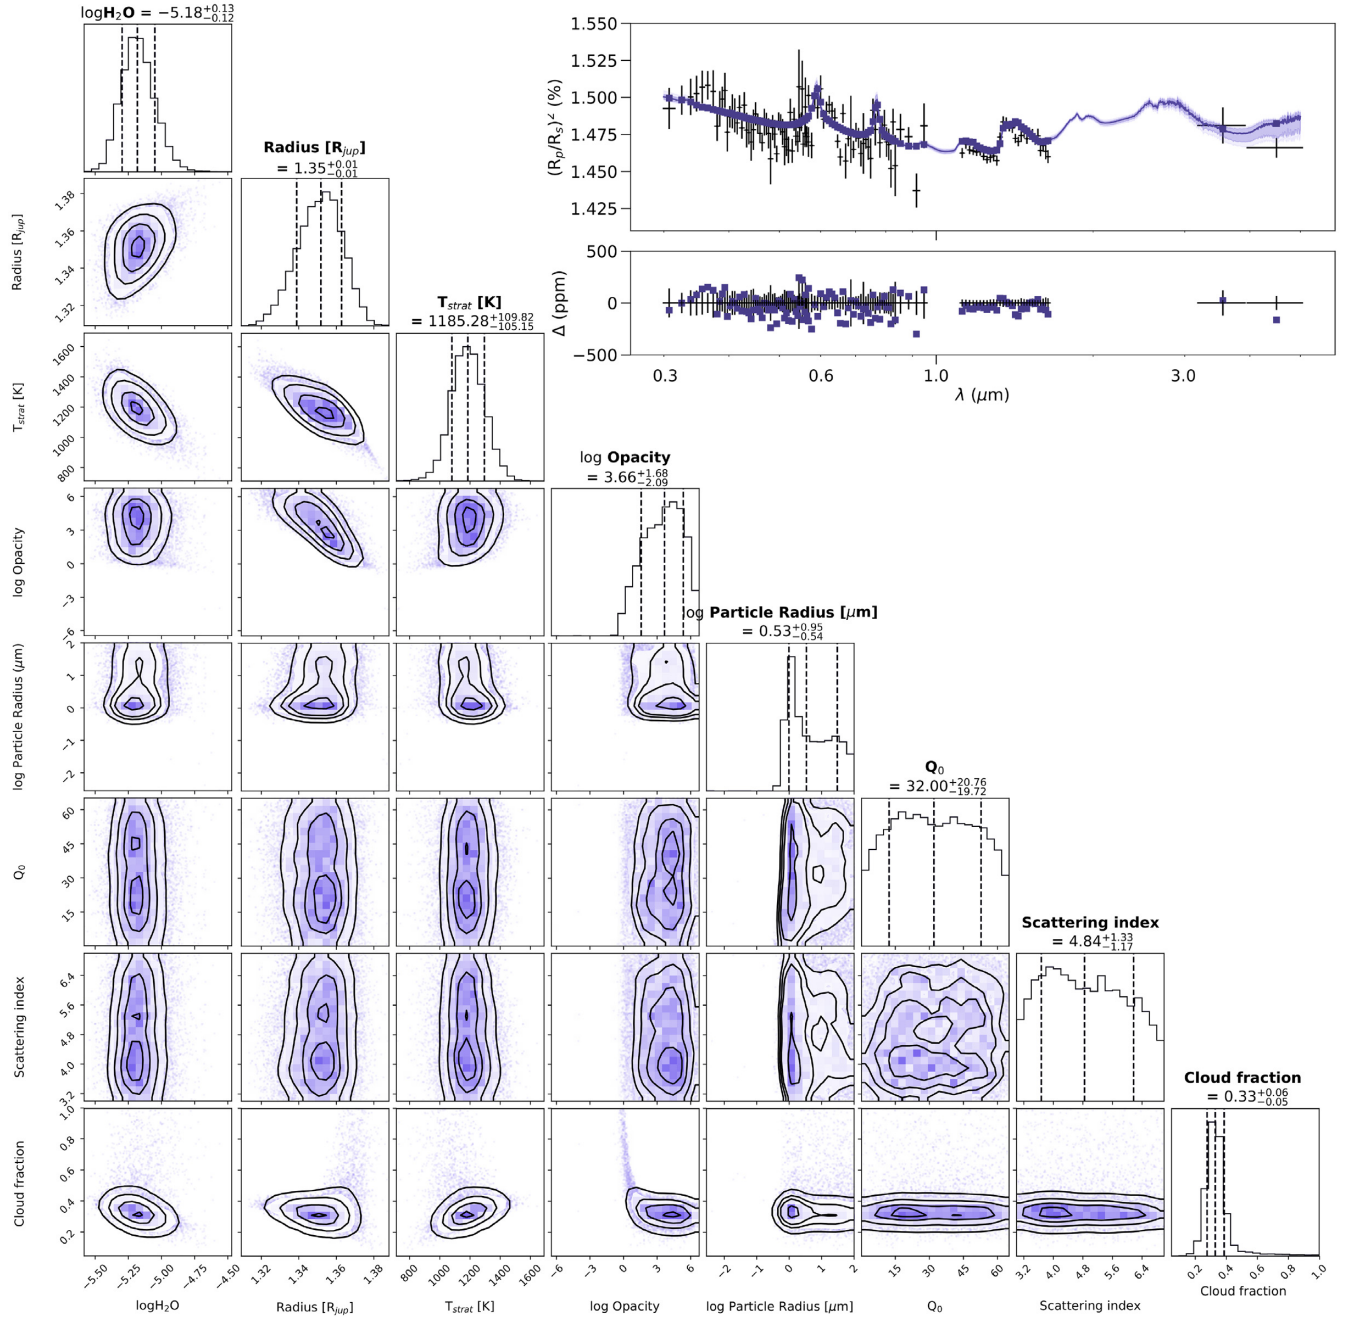 logH₂O = −5.18+0.13−0.12
1.550
1.525
1.500
1.475
1.450
1.425
(Rp/Rs)² (%)
Radius [Rjup]
= 1.35+0.01−0.01
1.38
1.36
1.34
1.32
Radius [Rjup]
500
0
−500
Δ (ppm)
0.3 0.6 1.0 3.0
λ (μm)
Tstrat [K]
= 1185.28+109.82−105.15
1600
1400
1200
1000
800
Tstrat [K]
log Opacity
= 3.66+1.68−2.09
6
3
0
−3
−6
log Opacity
log Particle Radius [μm]
= 0.53+0.95−0.54
2
1
0
−1
−2
log Particle Radius (μm)
Q₀
= 32.00+20.76−19.72
60
45
30
15
Q₀
Scattering index
= 4.84+1.33−1.17
6.4
5.6
4.8
4.0
3.2
Scattering index
Cloud fraction
= 0.33+0.06−0.05
1.0
0.8
0.6
0.4
0.2
Cloud fraction
−5.50 −5.25 −5.00 −4.75 −4.50 1.32 1.34 1.36 1.38 800 1000 1200 1400 1600 −6 −3 0 3 6 −2 −1 0 1 2 15 30 45 60 3.2 4.0 4.8 5.6 6.4 0.2 0.4 0.6 0.8 1.0
logH₂O Radius [Rjup] Tstrat [K] log Opacity log Particle Radius [μm] Q₀ Scattering index Cloud fraction